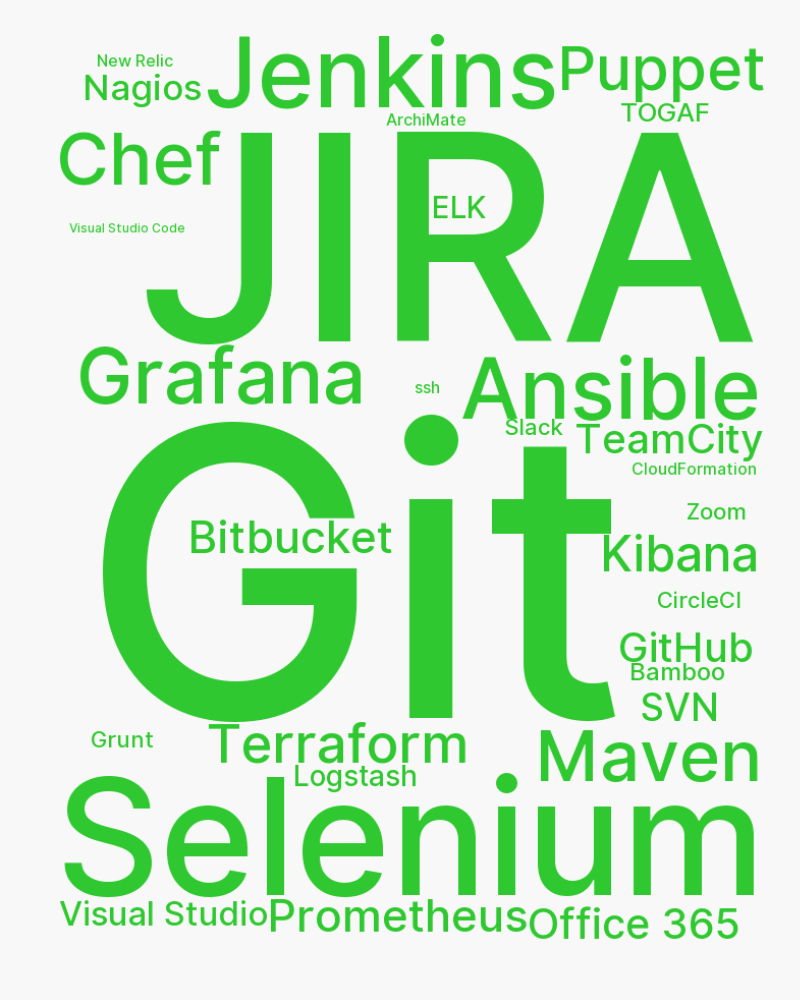 New Relic
Nagios
Jenkins
Puppet
TOGAF
ArchiMate
Chef
JIRA
ELK
Visual Studio Code
Grafana
ssh
Ansible
Slack
TeamCity
CloudFormation
Git
Bitbucket
Zoom
Kibana
CircleCI
GitHub
Bamboo
SVN
Grunt
Terraform
Maven
Logstash
Selenium
Visual Studio
Prometheus
Office 365